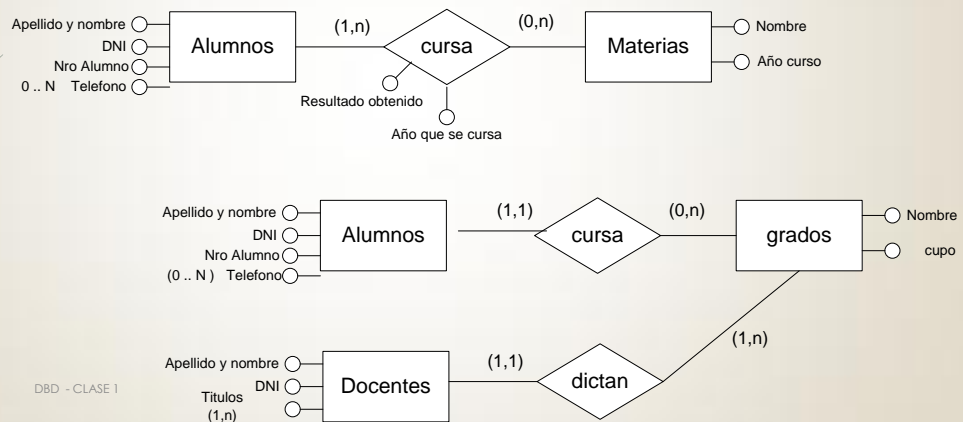 Apellido y nombre
DNI
Nro Alumno
0 .. N Telefono
Alumnos
(1,n)
cursa
Resultado obtenido
Año que se cursa
(0,n)
Materias
Nombre
Año curso
Apellido y nombre
DNI
Nro Alumno
(0 .. N ) Telefono
Alumnos
(1,1)
cursa
(0,n)
grados
Nombre
cupo
Apellido y nombre
DNI
Titulos
(1,n)
Docentes
(1,1)
dictan
(1,n)
DBD - CLASE 1